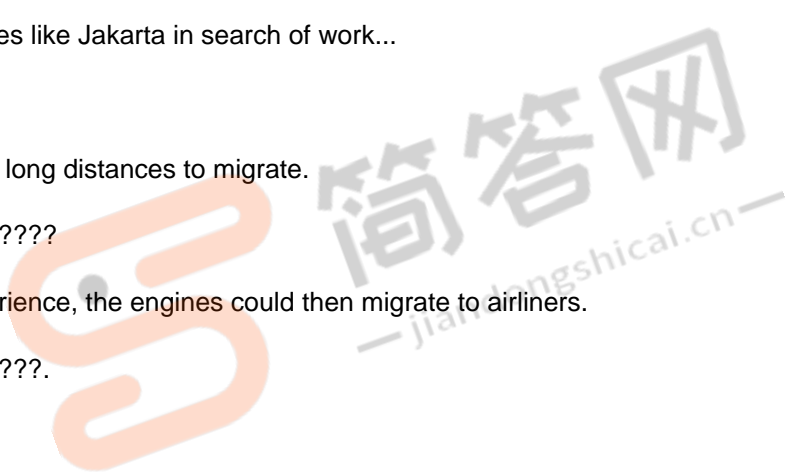 es like Jakarta in search of work...
long distances to migrate.
????
rience, the engines could then migrate to airliners.
???.
简答网
jiandongshicai.cn